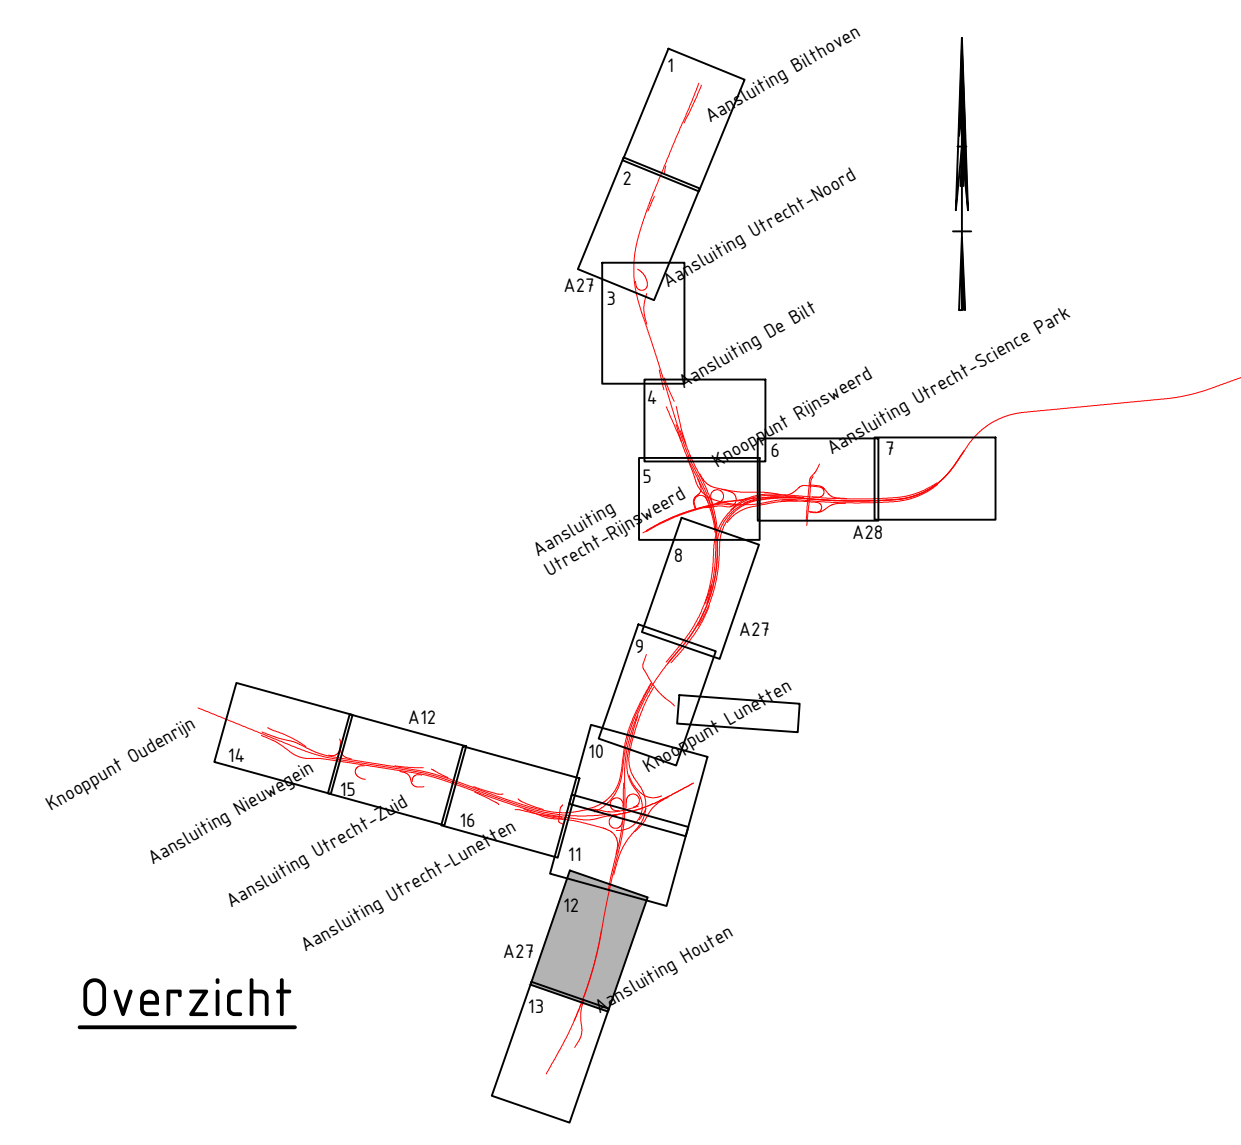 1
Aansluiting Bilthoven
2
Aansluiting Utrecht-Noord
A27
3
Aansluiting De Bilt
4
Knooppunt Rijnsweerd
Aansluiting Utrecht-Science Park
5
6
7
A28
Aansluiting
Utrecht-Rijnsweerd
8
A27
9
Knooppunt Lunetten
10
A12
Knooppunt Oudenrijn
14
Aansluiting Nieuwegein
15
Aansluiting Utrecht-Zuid
16
Aansluiting Utrecht-Lunetten
11
12
A27
Aansluiting Houten
13
Overzicht